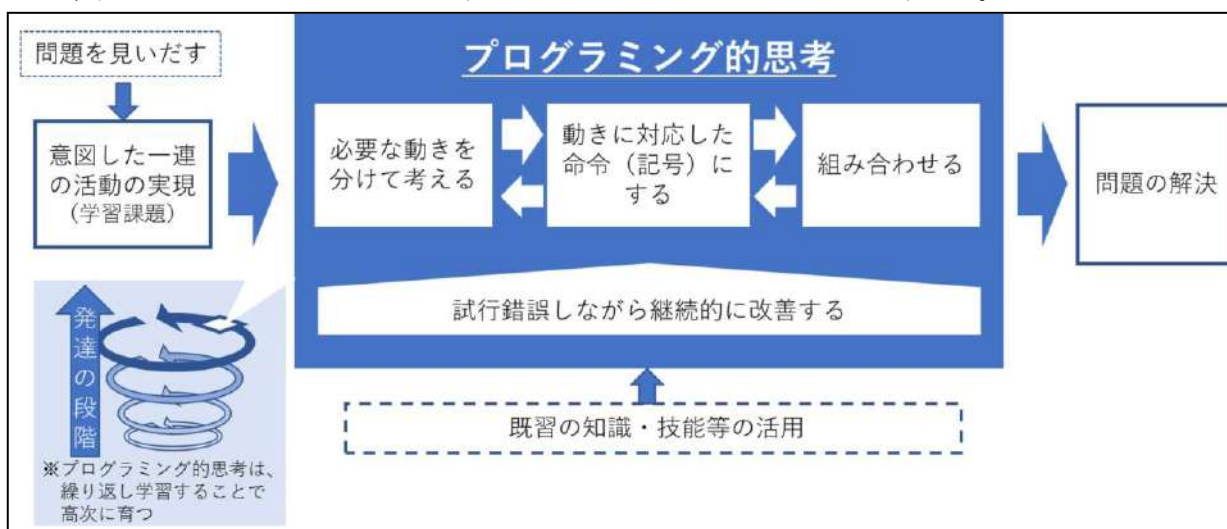 問題を見いだす
意図した一連
の活動の実現
(学習課題)
プログラミング的思考
必要な動きを
分けて考える
動きに対応した
命令（記号）に
する
組み合わせる
問題の解決
試行錯誤しながら継続的に改善する
既習の知識・技能等の活用
発達の段階
※プログラミング的思考は、
繰り返し学習することで
高次に育つ